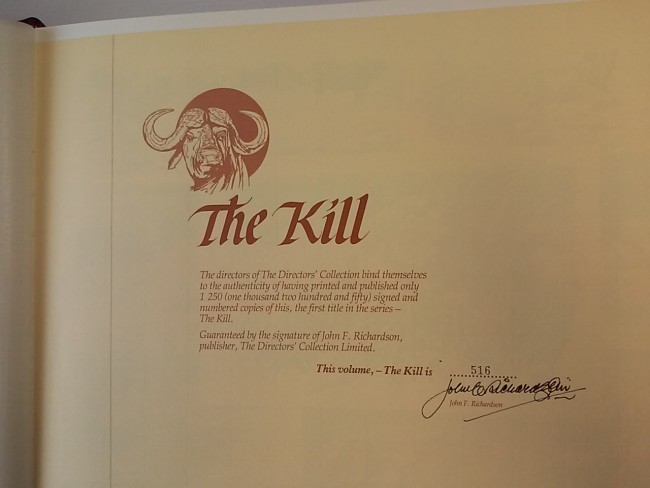 The Kill
The directors of The Directors' Collection bind themselves
to the authenticity of having printed and published only
1 250 (one thousand two hundred and fifty) signed and
numbered copies of this, the first title in the series –
The Kill.
Guaranteed by the signature of John F. Richardson,
publisher, The Directors' Collection Limited.
This volume, – The Kill is 516
John F. Richardson